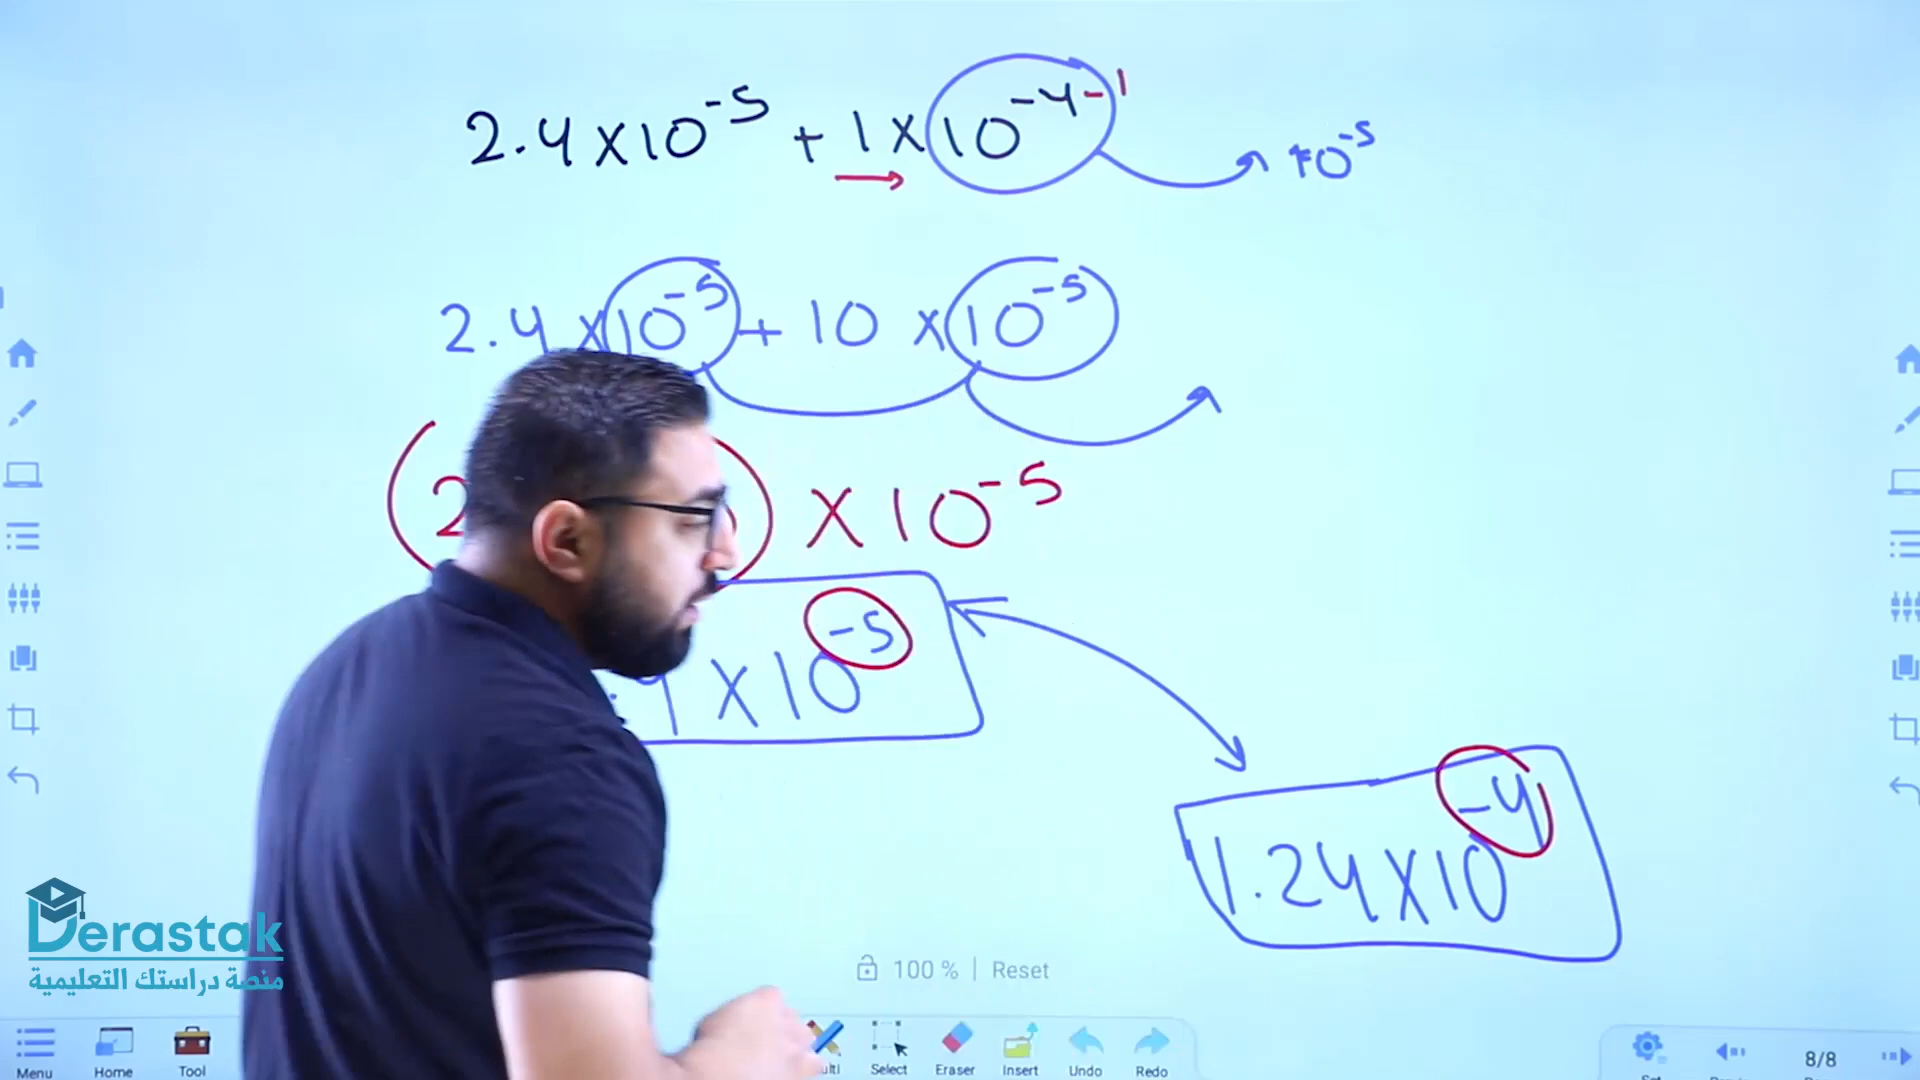 2.4×10^-5 + 1×10^-4-1
10^-5
2.4×10^-5 + 10×10^-5
(2 ) ×10^-5
.4×10^-5
1.24×10^-4
Derastak
منصة دراستك التعليمية
100 % | Reset
Menu Home Tool Select Eraser Insert Undo Redo 8/8